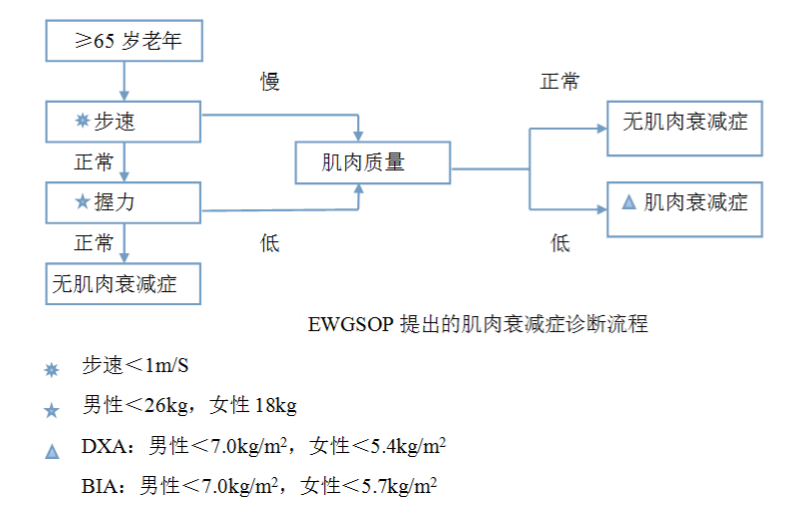 ≥65 岁老年
慢
正常
步速
无肌肉衰减症
正常
肌肉质量
握力
肌肉衰减症
正常
低
低
无肌肉衰减症
EWGSOP 提出的肌肉衰减症诊断流程
步速＜1m/S
男性＜26kg，女性 18kg
DXA：男性＜7.0kg/m²，女性＜5.4kg/m²
BIA：男性＜7.0kg/m²，女性＜5.7kg/m²